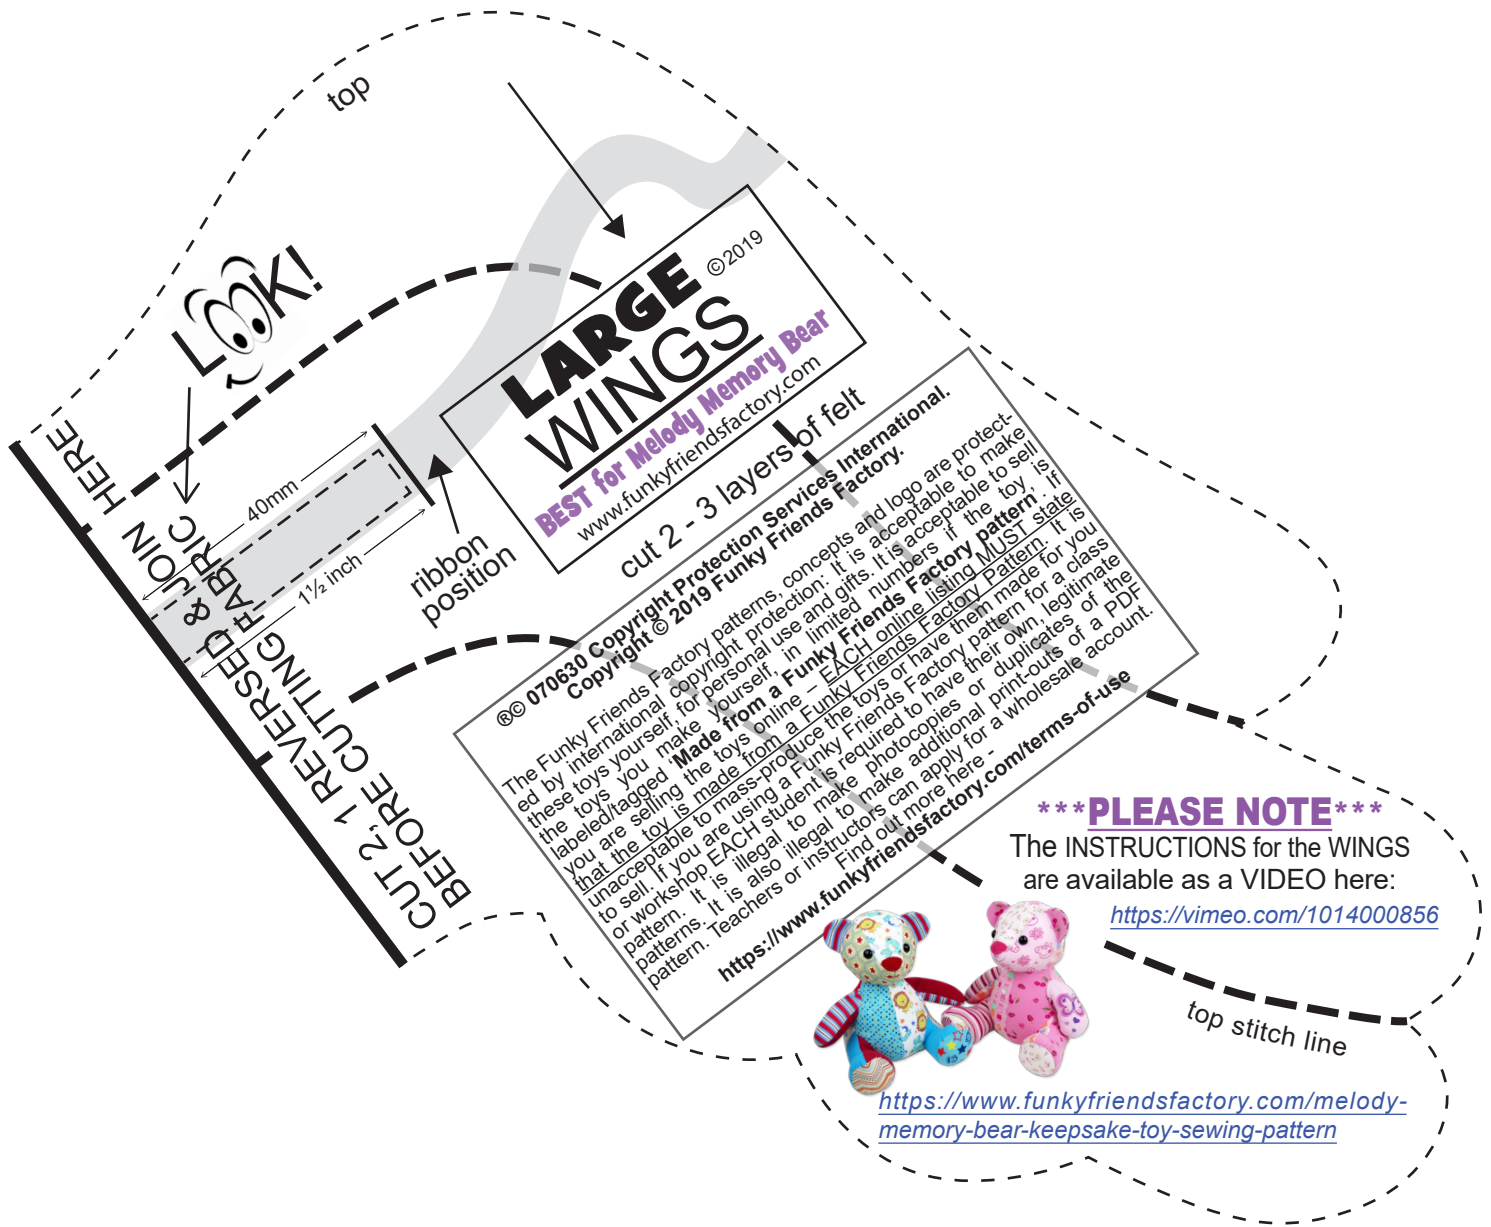 top
LOOK!
©2019
LARGE
WINGS
BEST for Melody Memory Bear
www.funkyfriendsfactory.com
cut 2 - 3 layers of felt
JOIN HERE
CUT 2, 1 REVERSED & JOIN
BEFORE CUTTING FABRIC
40mm
1½ inch
ribbon
position
®© 070630 Copyright Protection Services International.
Copyright © 2019 Funky Friends Factory.
The Funky Friends Factory patterns, concepts and logo are protect-
ed by international copyright protection: It is acceptable to make
these toys yourself, for personal use and gifts. It is acceptable to sell
the toys you make yourself, in limited numbers if the toy is
labeled/tagged 'Made from a Funky Friends Factory pattern'. If
you are selling the toys online – EACH online listing MUST state
that the toy is made from a Funky Friends Factory Pattern. It is
unacceptable to mass-produce the toys or have them made for you
to sell. If you are using a Funky Friends Factory pattern for a class
or workshop EACH student is required to have their own, legitimate
pattern. It is illegal to make photocopies or duplicates of the
patterns. It is also illegal to make additional print-outs of a PDF
pattern. Teachers or instructors can apply for a wholesale account.
Find out more here -
https://www.funkyfriendsfactory.com/terms-of-use
***PLEASE NOTE***
The INSTRUCTIONS for the WINGS
are available as a VIDEO here:
https://vimeo.com/1014000856
top stitch line
https://www.funkyfriendsfactory.com/melody-
memory-bear-keepsake-toy-sewing-pattern